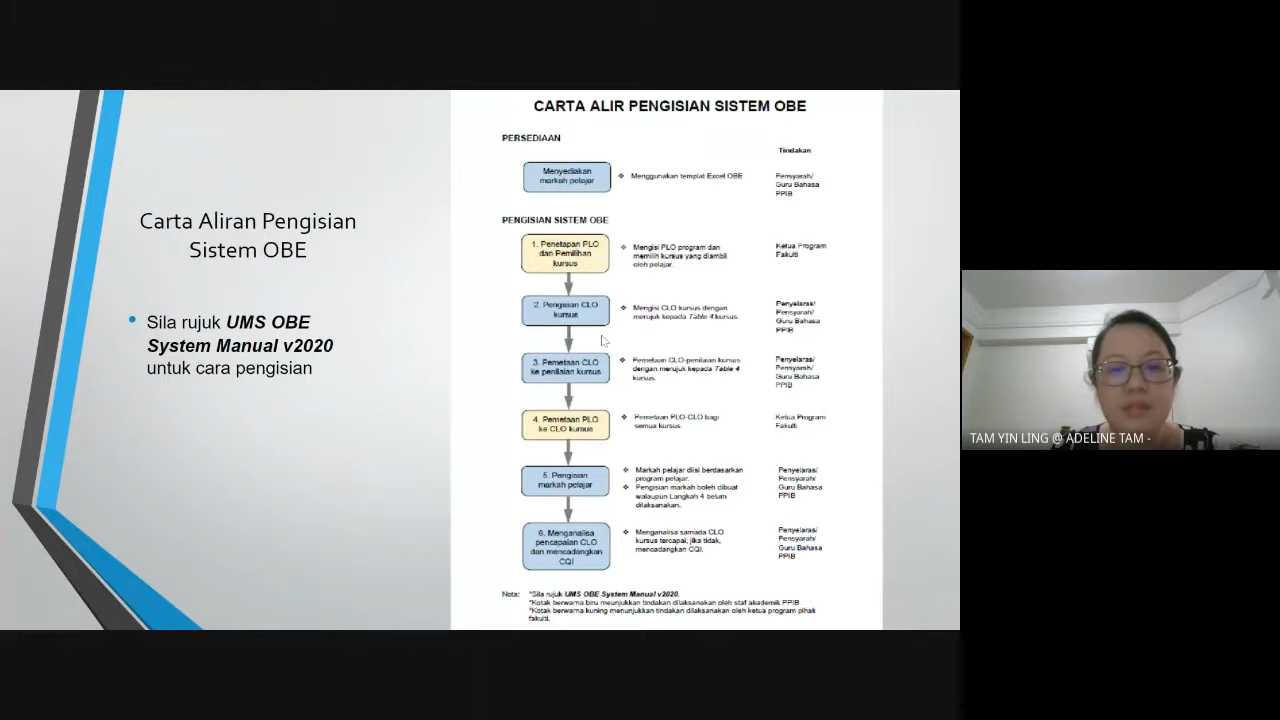 Carta Aliran Pengisian
Sistem OBE
• Sila rujuk UMS OBE
System Manual v2020
untuk cara pengisian
CARTA ALIR PENGISIAN SISTEM OBE
PERSEDIAAN
Tindakan
Menyediakan
markah pelajar
❖ Menggunakan templat Excel OBE
Pensyarah/
Guru Bahasa
PPIB
PENGISIAN SISTEM OBE
1. Penetapan PLO
dan Pemilihan
kursus
❖ Mengisi PLO program dan
memilih kursus yang diambil
oleh pelajar.
Ketua Program
Fakulti
2. Pengisian CLO
kursus
❖ Mengisi CLO kursus dengan
merujuk kepada Table 4 kursus.
Penyelaras/
Pensyarah/
Guru Bahasa
PPIB
3. Pemetaan CLO
ke penilaian kursus
❖ Pemetaan CLO-penilaian kursus
dengan merujuk kepada Table 4
kursus.
Penyelaras/
Pensyarah/
Guru Bahasa
PPIB
4. Pemetaan PLO
ke CLO kursus
❖ Pemetaan PLO-CLO bagi
semua kursus.
Ketua Program
Fakulti
5. Pengisian
markah pelajar
❖ Markah pelajar diisi berdasarkan
program pelajar.
❖ Pengisian markah boleh dibuat
walaupun Langkah 4 belum
dilaksanakan.
Penyelaras/
Pensyarah/
Guru Bahasa
PPIB
6. Menganalisa
pencapaian CLO
dan mencadangkan
CQI
❖ Menganalisa samada CLO
kursus tercapai, jika tidak,
mencadangkan CQI.
Penyelaras/
Pensyarah/
Guru Bahasa
PPIB
Nota: *Sila rujuk UMS OBE System Manual v2020.
*Kotak berwarna biru meunjukkan tindakan dilaksanakan oleh staf akademik PPIB.
*Kotak berwarna kuning menunjukkan tindakan dilaksanakan oleh ketua program pihak
fakulti.
TAM YIN LING @ ADELINE TAM -